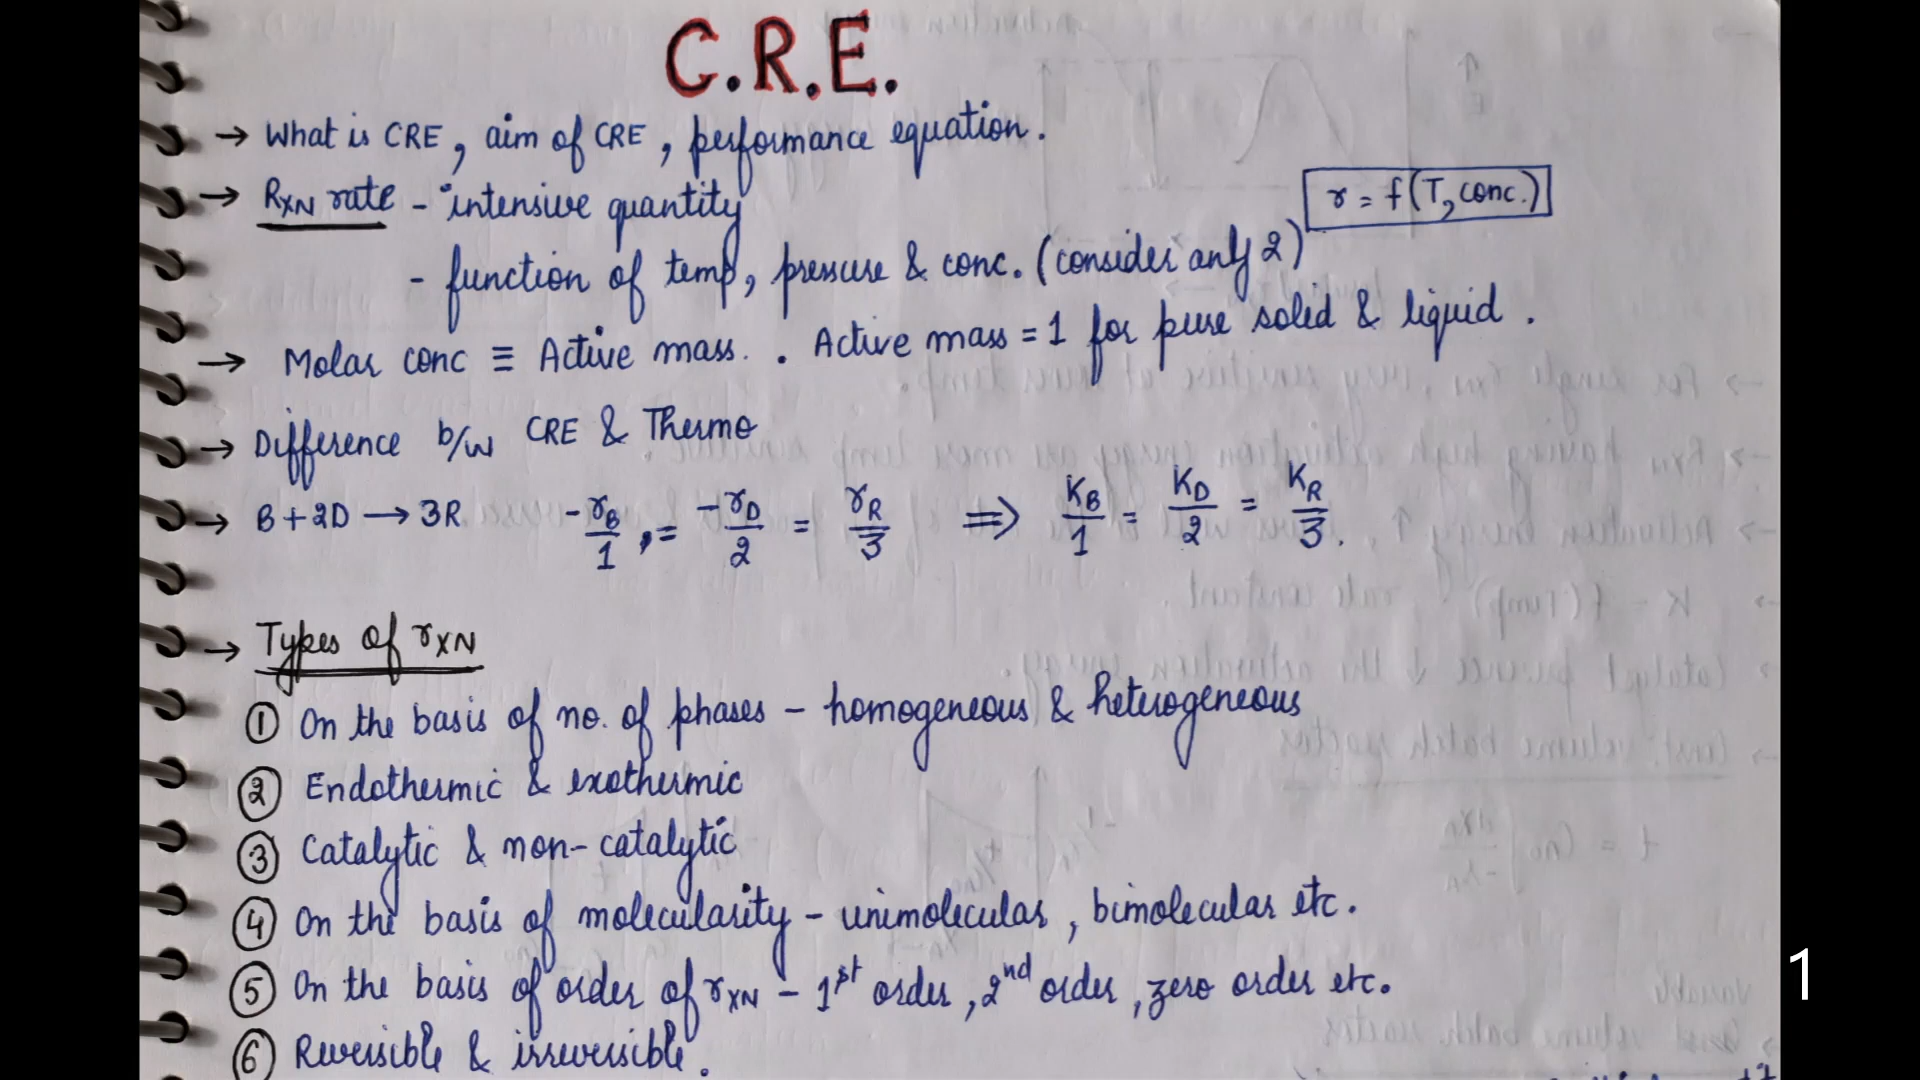 C.R.E.
→ What is CRE, aim of CRE, performance equation.
→ RXN rate - intensive quantity
r = f(T, conc.)
- function of temp, pressure & conc. (consider only 2)
→ Molar conc ≡ Active mass. . Active mass = 1 for pure solid & liquid.
→ Difference b/w CRE & Thermo
→ B + 2D → 3R -rB/1 , = -rD/2 = rR/3 ⇒ KB/1 = KD/2 = KR/3.
→ Types of rXN
① On the basis of no. of phases - homogeneous & heterogeneous
② Endothermic & exothermic
③ Catalytic & non-catalytic
④ On the basis of molecularity - unimolecular, bimolecular etc.
⑤ On the basis of order of rXN - 1st order, 2nd order, zero order etc.
⑥ Reversible & irreversible.
1